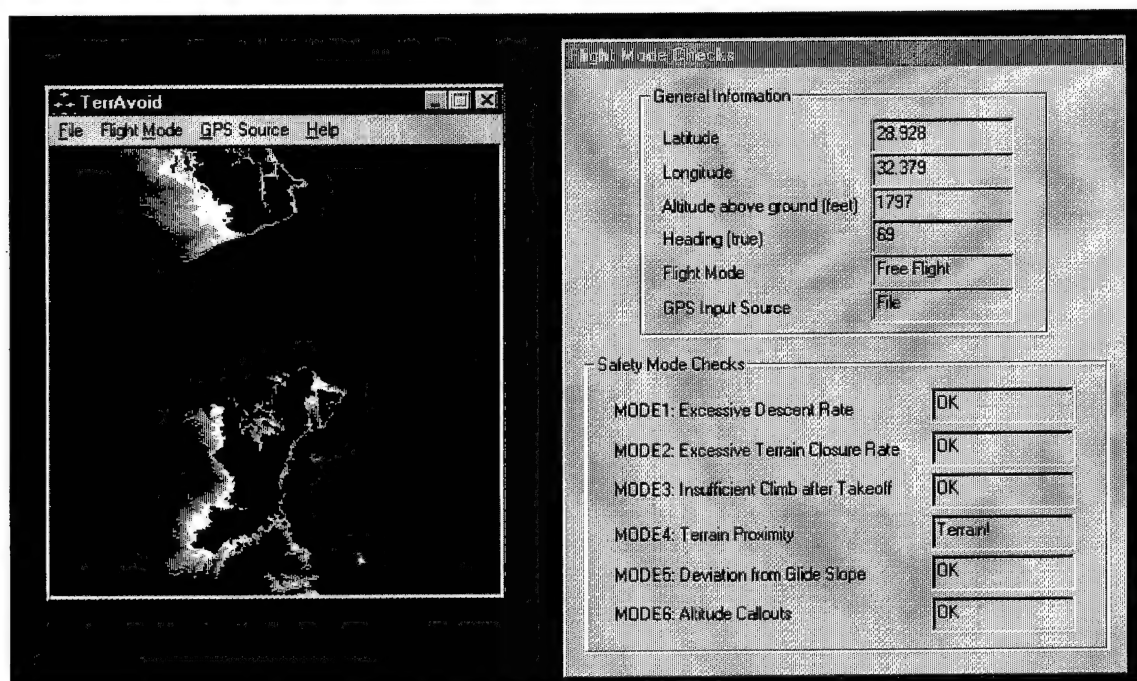 TerrAvoid
File Flight Mode GPS Source Help
Flight Mode Checks
General Information
Latitude 28.928
Longitude 32.379
Altitude above ground (feet) 1797
Heading (true) 69
Flight Mode Free Flight
GPS Input Source File
Safety Mode Checks
MODE1: Excessive Descent Rate OK
MODE2: Excessive Terrain Closure Rate OK
MODE3: Insufficient Climb after Takeoff OK
MODE4: Terrain Proximity Terrain!
MODE5: Deviation from Glide Slope OK
MODE6: Altitude Callouts OK